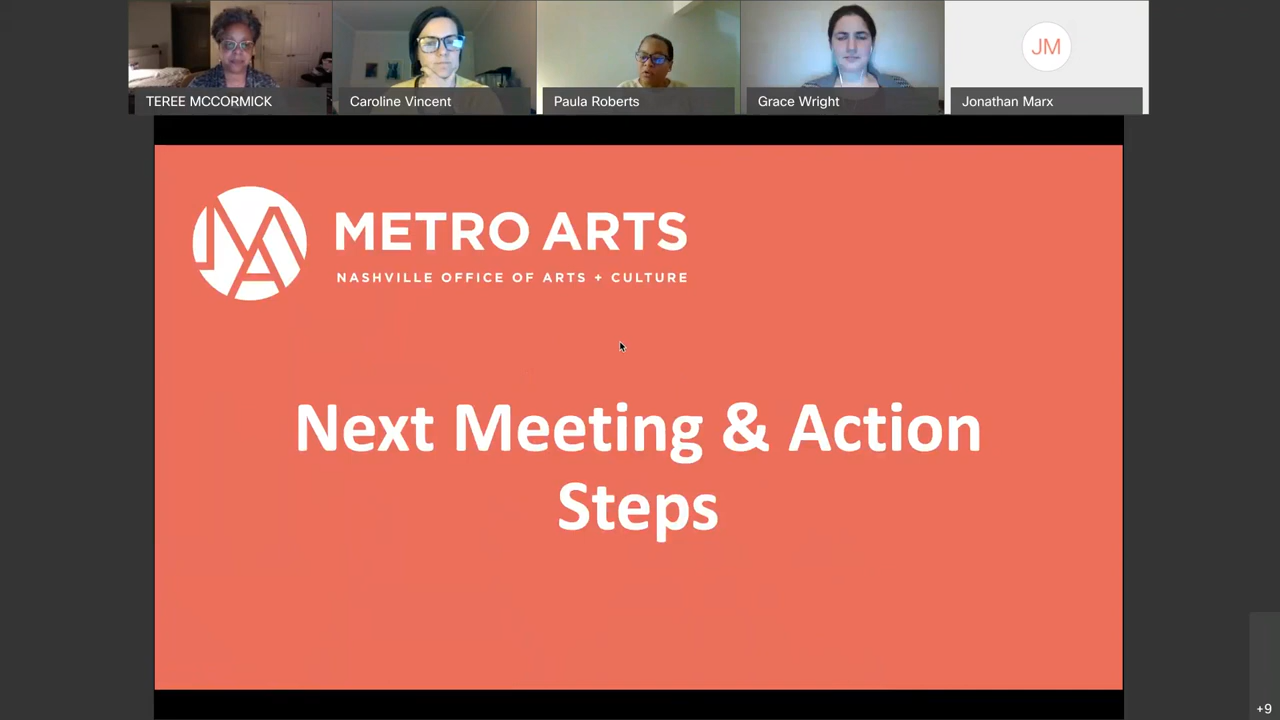 TEREE MCCORMICK
Caroline Vincent
Paula Roberts
Grace Wright
JM
Jonathan Marx
MA
METRO ARTS
NASHVILLE OFFICE OF ARTS + CULTURE
Next Meeting & Action
Steps
+9